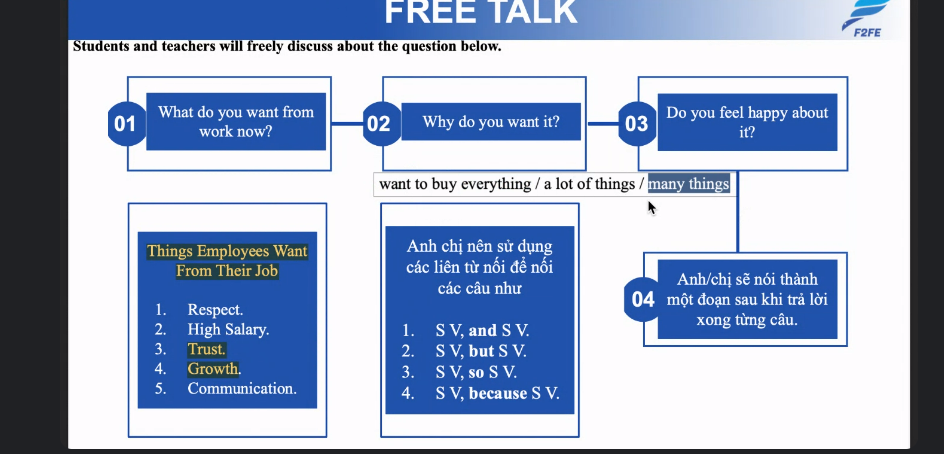 FREE TALK
F2FE
Students and teachers will freely discuss about the question below.
01
What do you want from
work now?
02
Why do you want it?
03
Do you feel happy about
it?
want to buy everything / a lot of things / many things
Things Employees Want
From Their Job
1. Respect.
2. High Salary.
3. Trust.
4. Growth.
5. Communication.
Anh chị nên sử dụng
các liên từ nối để nối
các câu như
1. S V, and S V.
2. S V, but S V.
3. S V, so S V.
4. S V, because S V.
04
Anh/chị sẽ nói thành
một đoạn sau khi trả lời
xong từng câu.